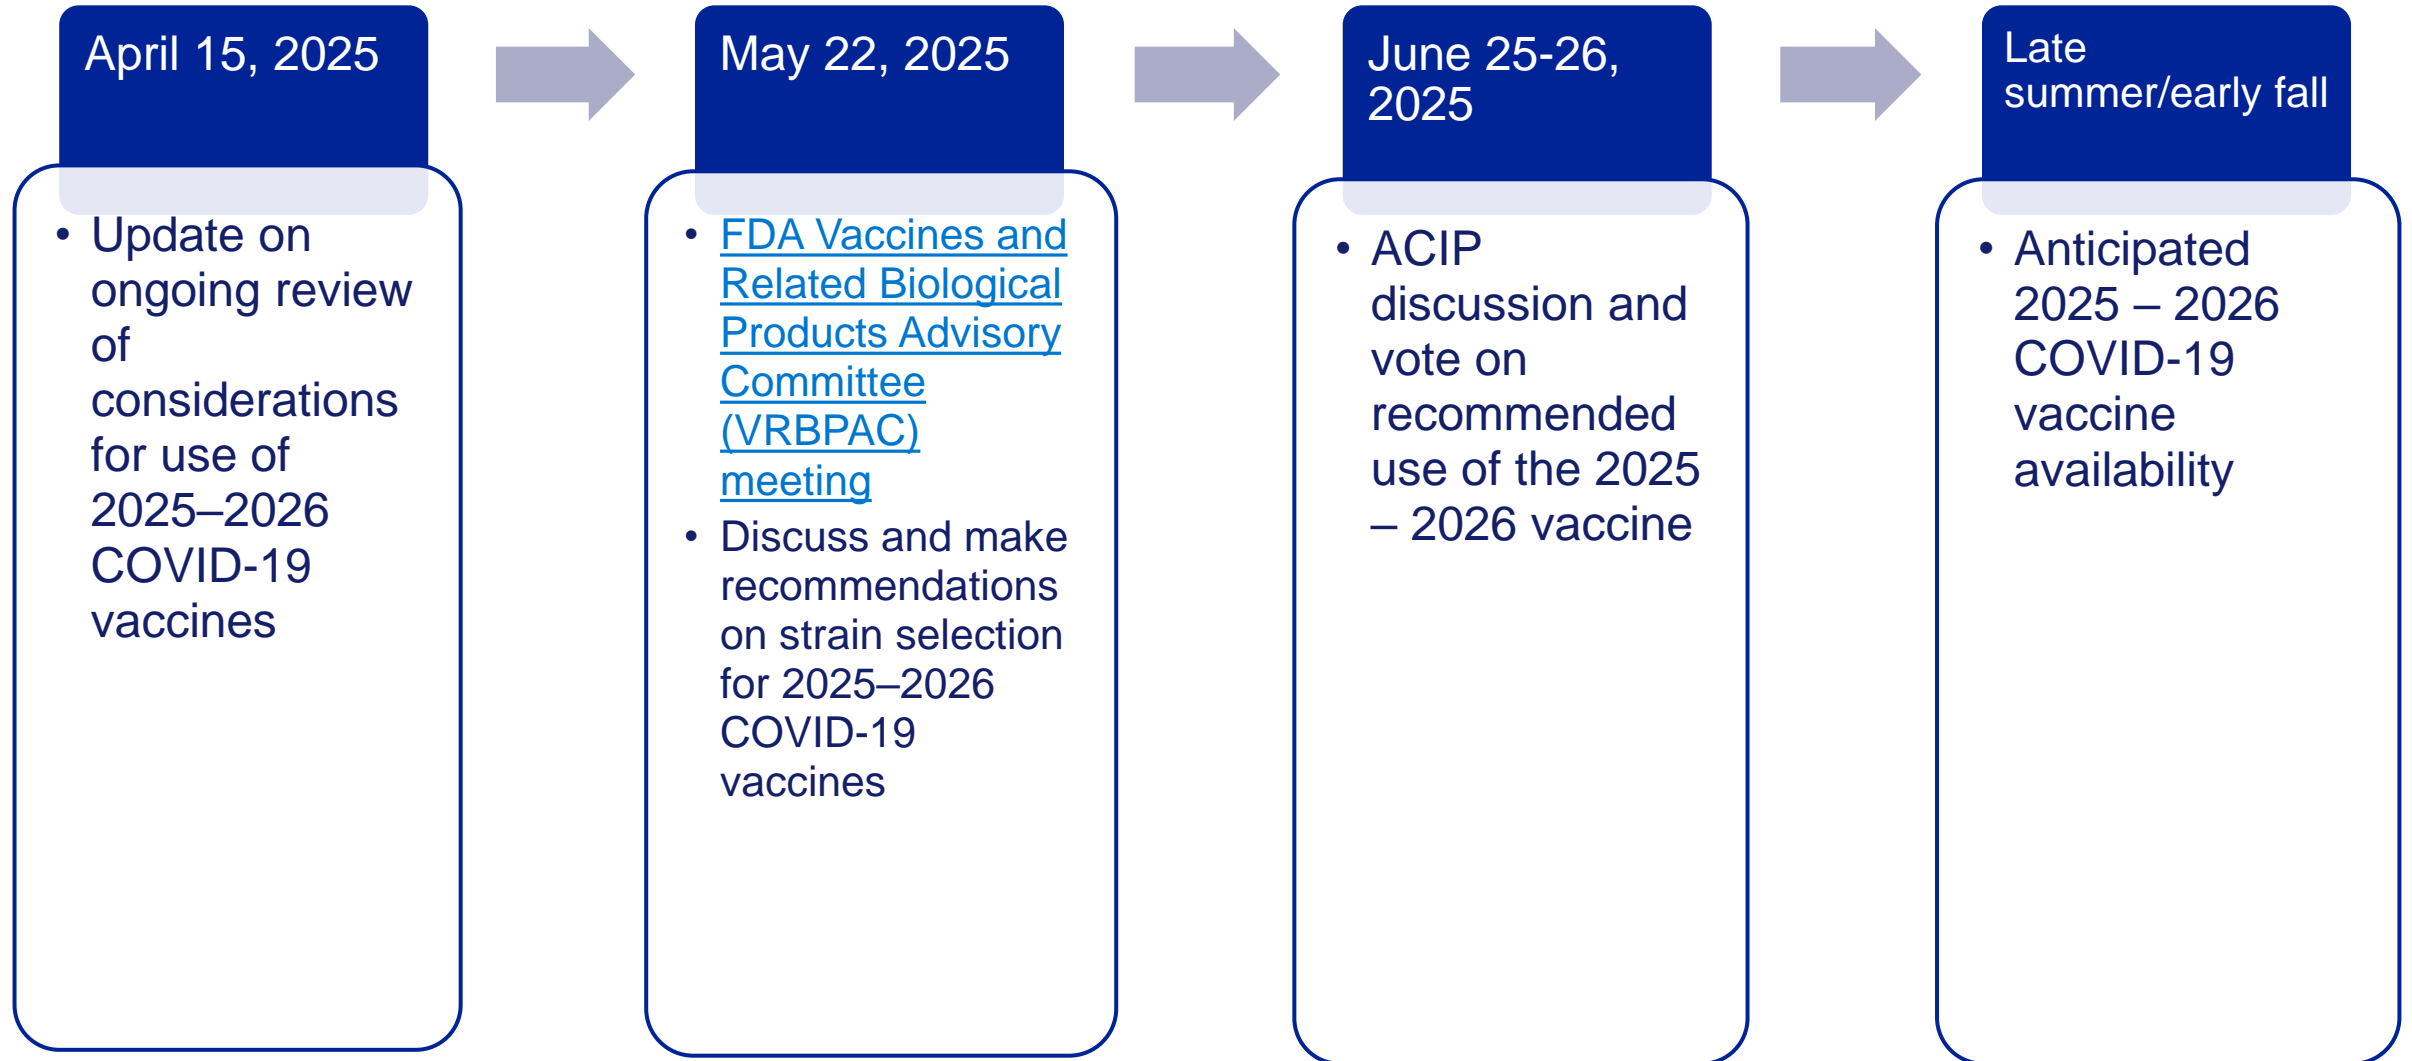 April 15, 2025
• Update on
ongoing review
of
considerations
for use of
2025–2026
COVID-19
vaccines
May 22, 2025
• FDA Vaccines and
Related Biological
Products Advisory
Committee
(VRBPAC)
meeting
• Discuss and make
recommendations
on strain selection
for 2025–2026
COVID-19
vaccines
June 25-26,
2025
• ACIP
discussion and
vote on
recommended
use of the 2025
– 2026 vaccine
Late
summer/early fall
• Anticipated
2025 – 2026
COVID-19
vaccine
availability